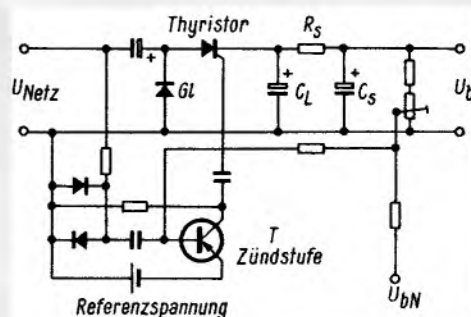 Thyristor
R_S
+
+
+
U_Netz
Gl
C_L
C_S
U_b
T
Zündstufe
U_bN
Referenzspannung